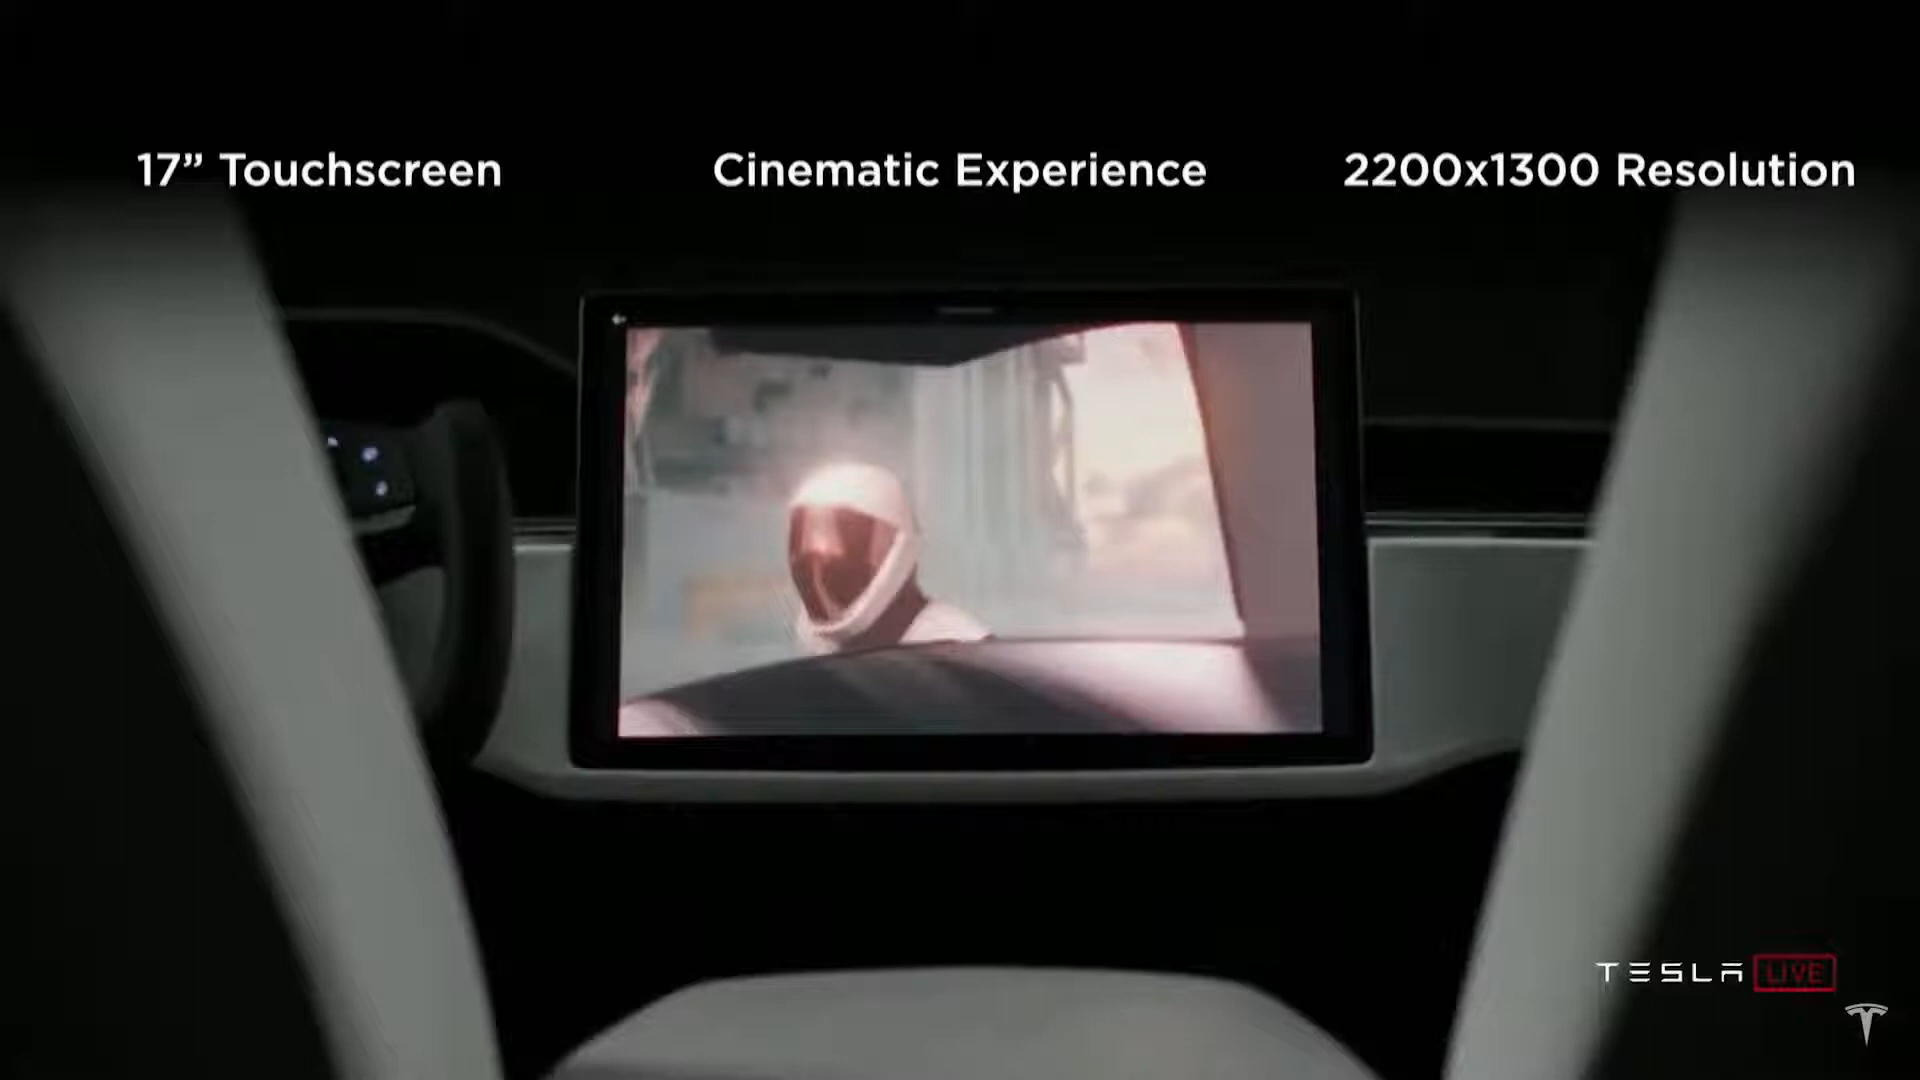 17” Touchscreen
Cinematic Experience
2200x1300 Resolution
TESLA LIVE